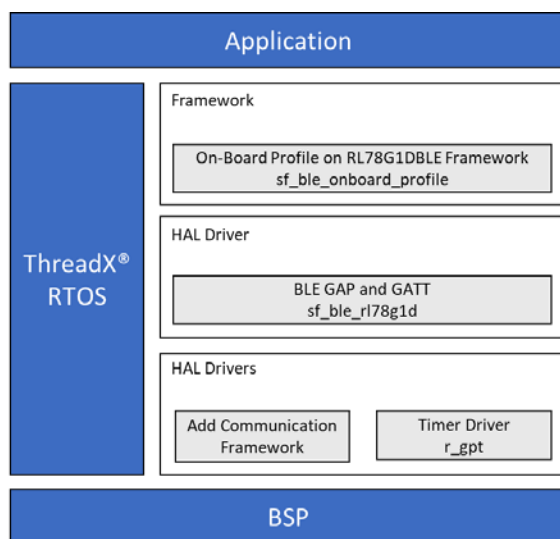 Application
ThreadX®
RTOS
Framework
On-Board Profile on RL78G1DBLE Framework
sf_ble_onboard_profile
HAL Driver
BLE GAP and GATT
sf_ble_rl78g1d
HAL Drivers
Add Communication
Framework
Timer Driver
r_gpt
BSP